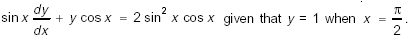 sin x dy/dx + y cos x = 2 sin² x cos x given that y = 1 when x = π/2.